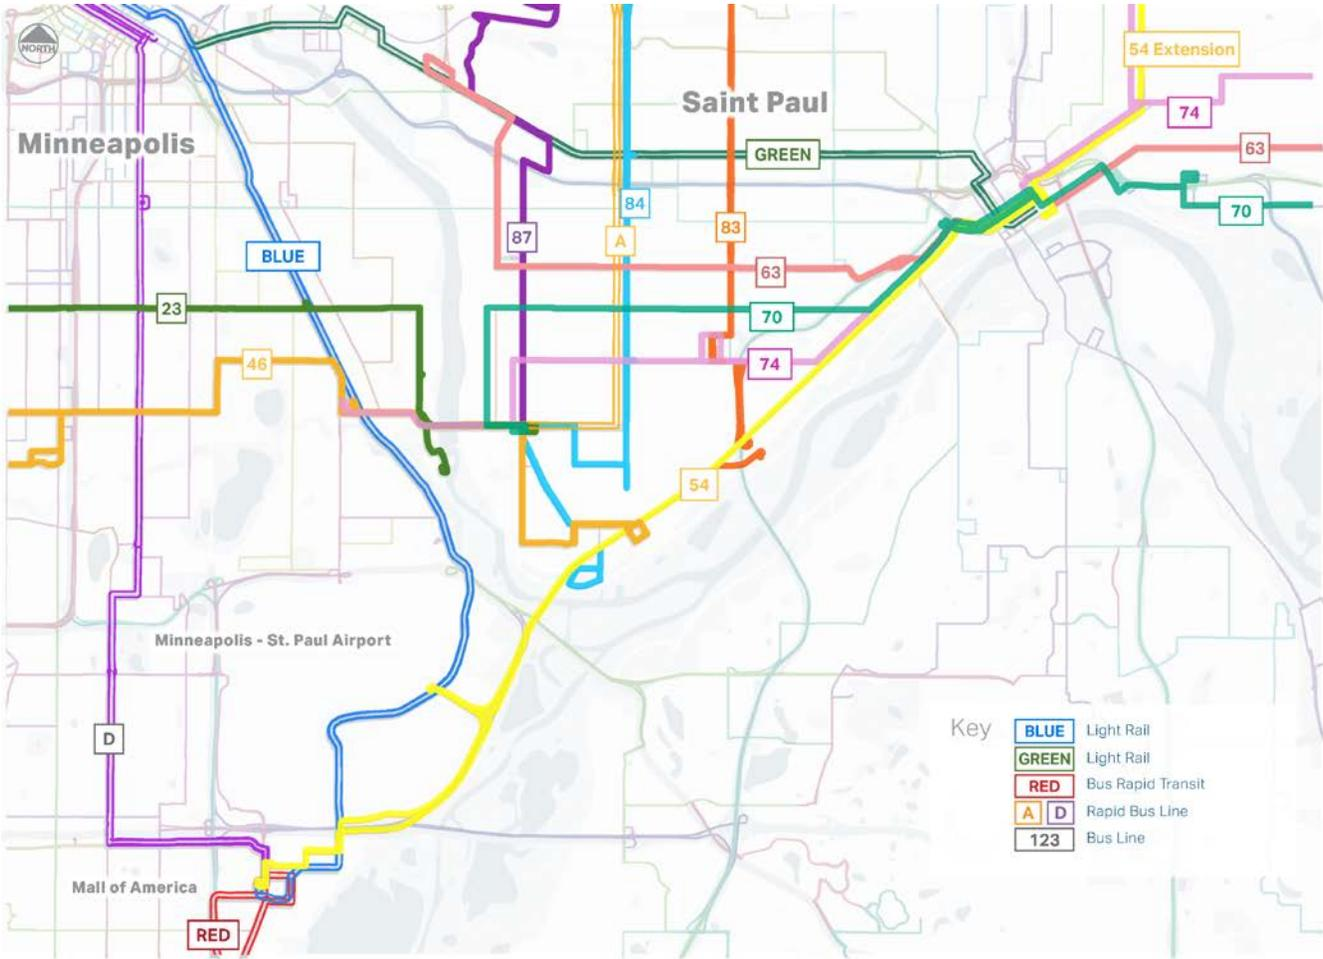 NORTH
54 Extension
Saint Paul
74
Minneapolis
GREEN
63
84
70
87
83
A
BLUE
63
23
70
46
74
54
Minneapolis - St. Paul Airport
D
Key
BLUE Light Rail
GREEN Light Rail
RED Bus Rapid Transit
A D Rapid Bus Line
123 Bus Line
Mall of America
RED